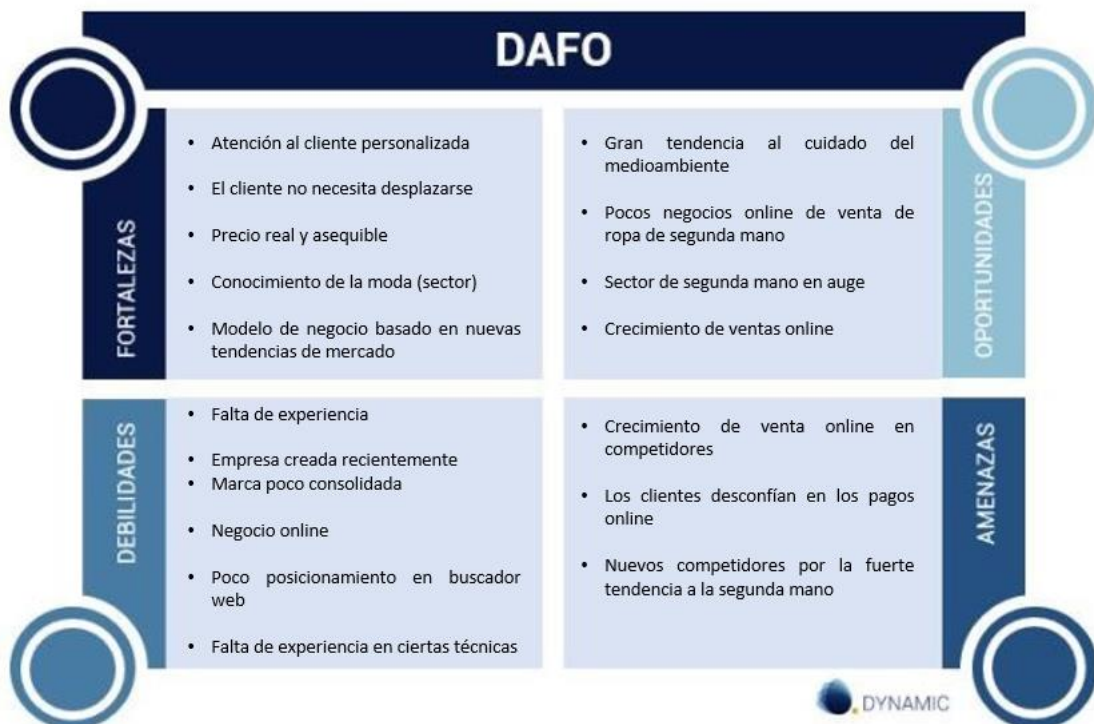 DAFO
FORTALEZAS
• Atención al cliente personalizada
• El cliente no necesita desplazarse
• Precio real y asequible
• Conocimiento de la moda (sector)
• Modelo de negocio basado en nuevas
tendencias de mercado
• Gran tendencia al cuidado del
medioambiente
• Pocos negocios online de venta de
ropa de segunda mano
• Sector de segunda mano en auge
• Crecimiento de ventas online
OPORTUNIDADES
DEBILIDADES
• Falta de experiencia
• Empresa creada recientemente
• Marca poco consolidada
• Negocio online
• Poco posicionamiento en buscador
web
• Falta de experiencia en ciertas técnicas
• Crecimiento de venta online en
competidores
• Los clientes desconfían en los pagos
online
• Nuevos competidores por la fuerte
tendencia a la segunda mano
AMENAZAS
DYNAMIC